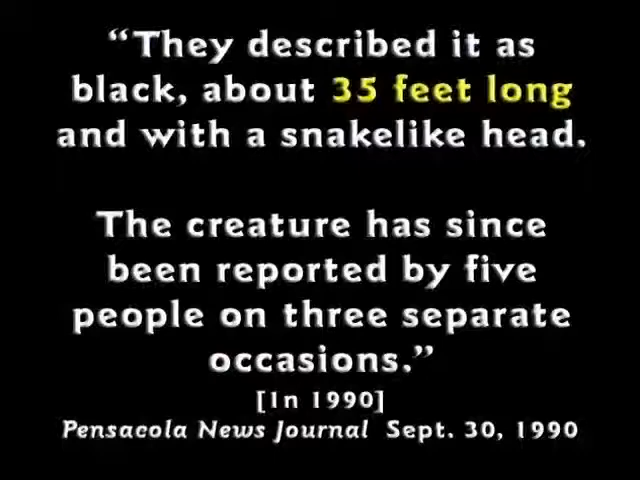 “They described it as
black, about 35 feet long
and with a snakelike head.
The creature has since
been reported by five
people on three separate
occasions.”
[In 1990]
Pensacola News Journal Sept. 30, 1990